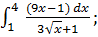 ∫₁⁴ (9x−1) dx / (3√x+1) ;